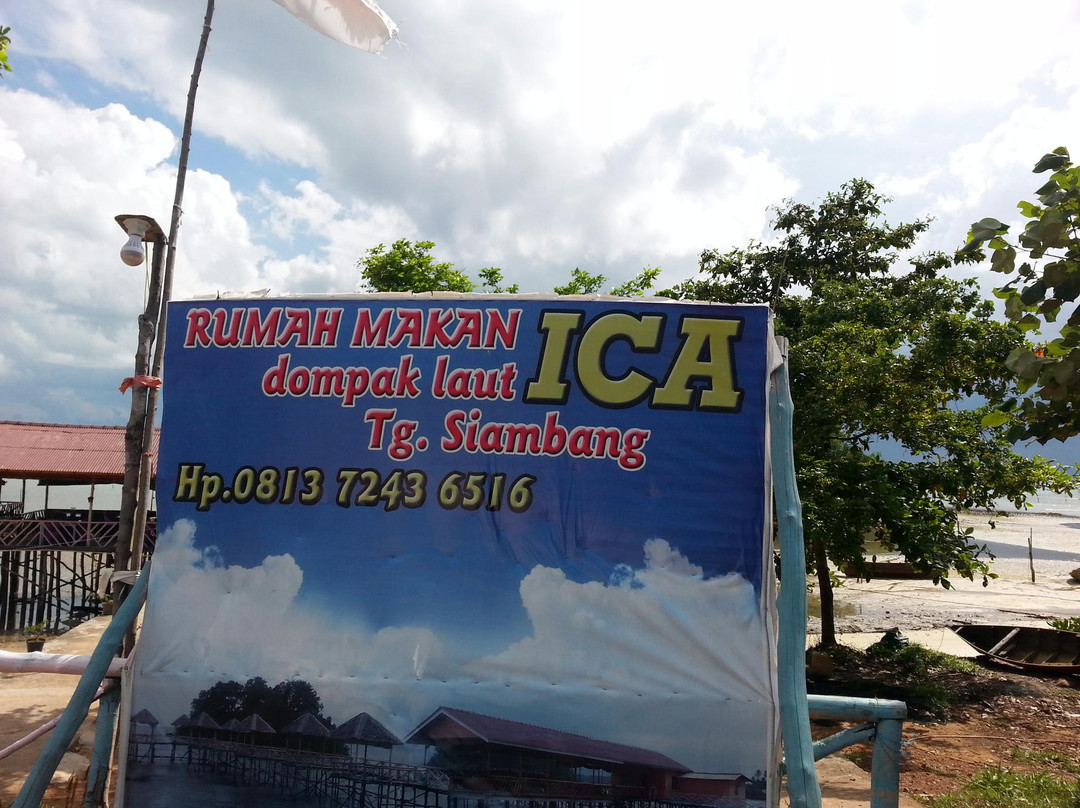 RUMAH MAKAN ICA
dompak laut
Tg. Siambang
Hp.0813 7243 6516